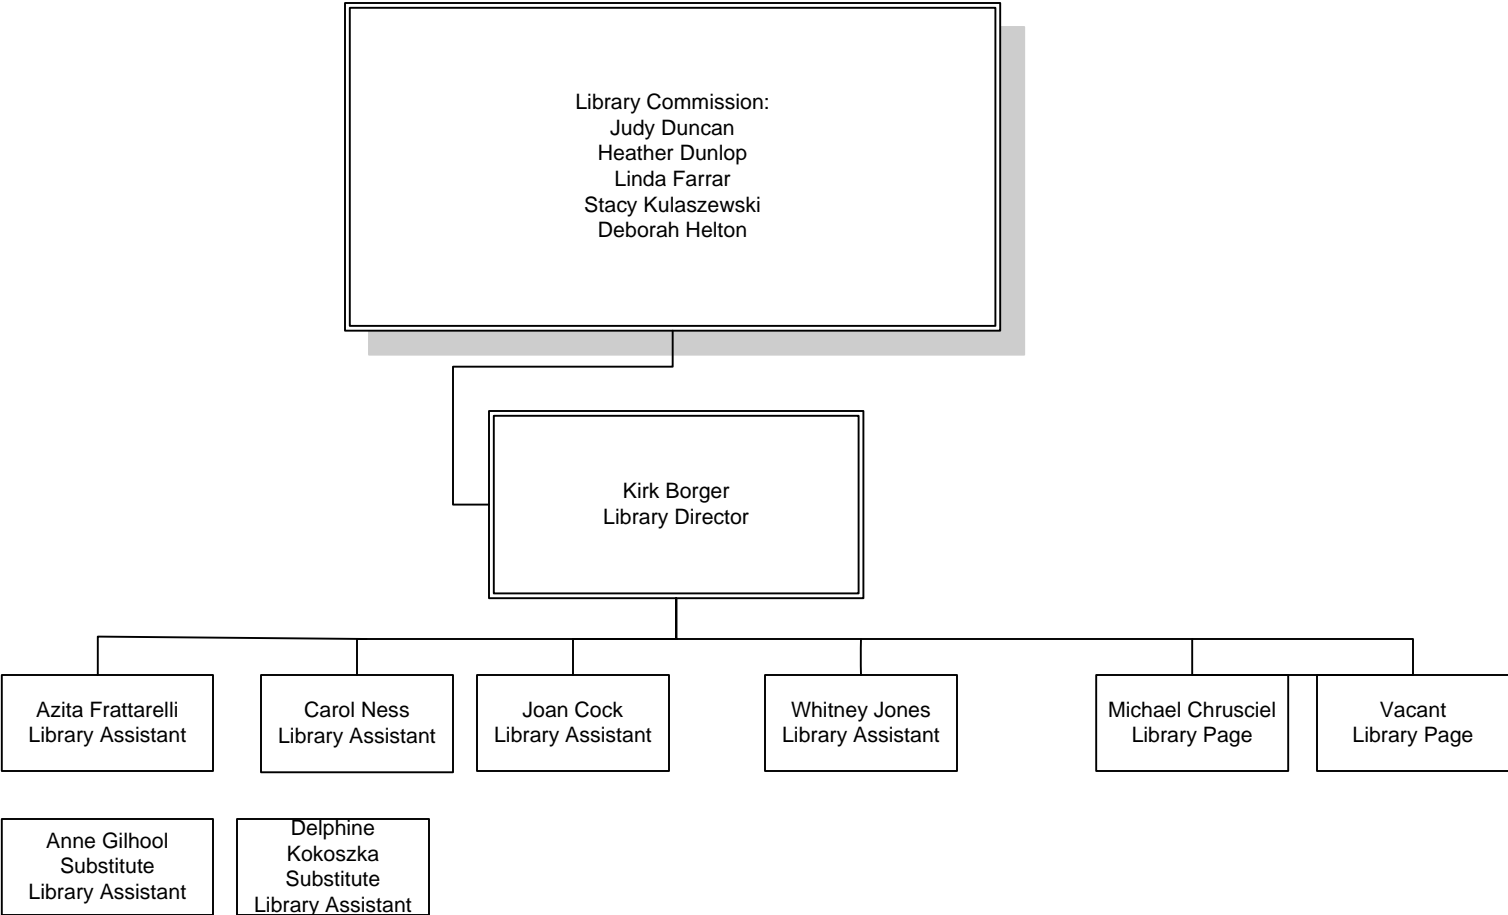 Library Commission:
Judy Duncan
Heather Dunlop
Linda Farrar
Stacy Kulaszewski
Deborah Helton
Kirk Borger
Library Director
Azita Frattarelli
Library Assistant
Carol Ness
Library Assistant
Joan Cock
Library Assistant
Whitney Jones
Library Assistant
Michael Chrusciel
Library Page
Vacant
Library Page
Anne Gilhool
Substitute
Library Assistant
Delphine
Kokoszka
Substitute
Library Assistant